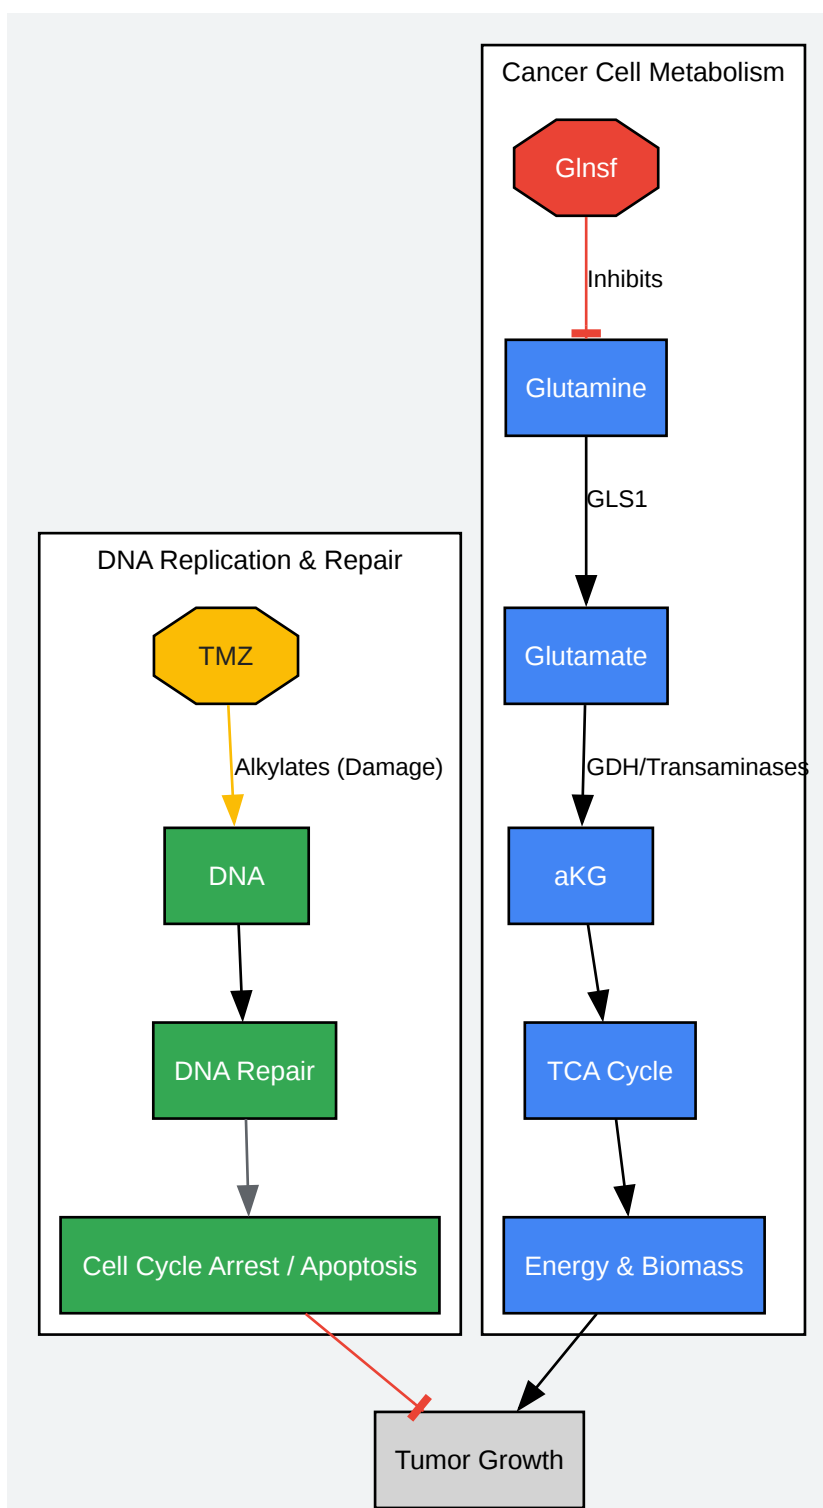 Cancer Cell Metabolism
Glnsf
Inhibits
Glutamine
GLS1
Glutamate
GDH/Transaminases
aKG
TCA Cycle
Energy & Biomass
DNA Replication & Repair
TMZ
Alkylates (Damage)
DNA
DNA Repair
Cell Cycle Arrest / Apoptosis
Tumor Growth